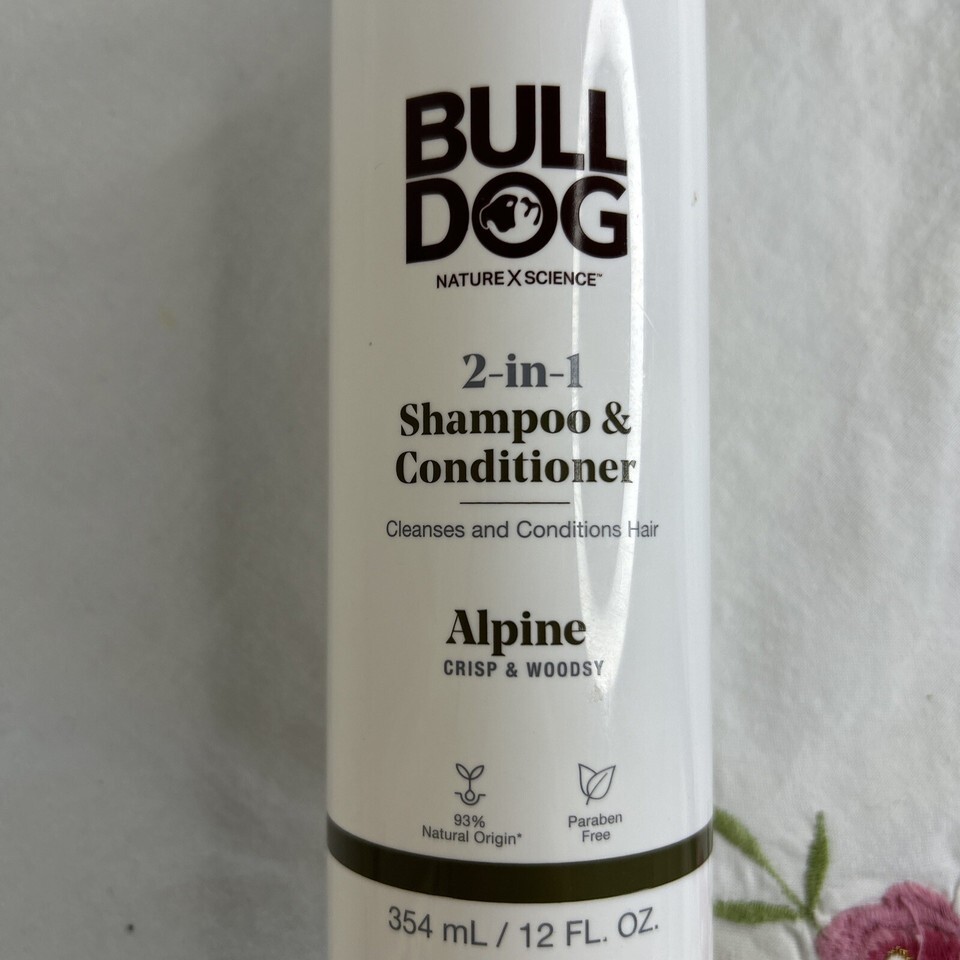 BULL
DOG
NATURE X SCIENCE™
2-in-1
Shampoo &
Conditioner
Cleanses and Conditions Hair
Alpine
CRISP & WOODSY
93%
Natural Origin*
Paraben
Free
354 mL / 12 FL. OZ.